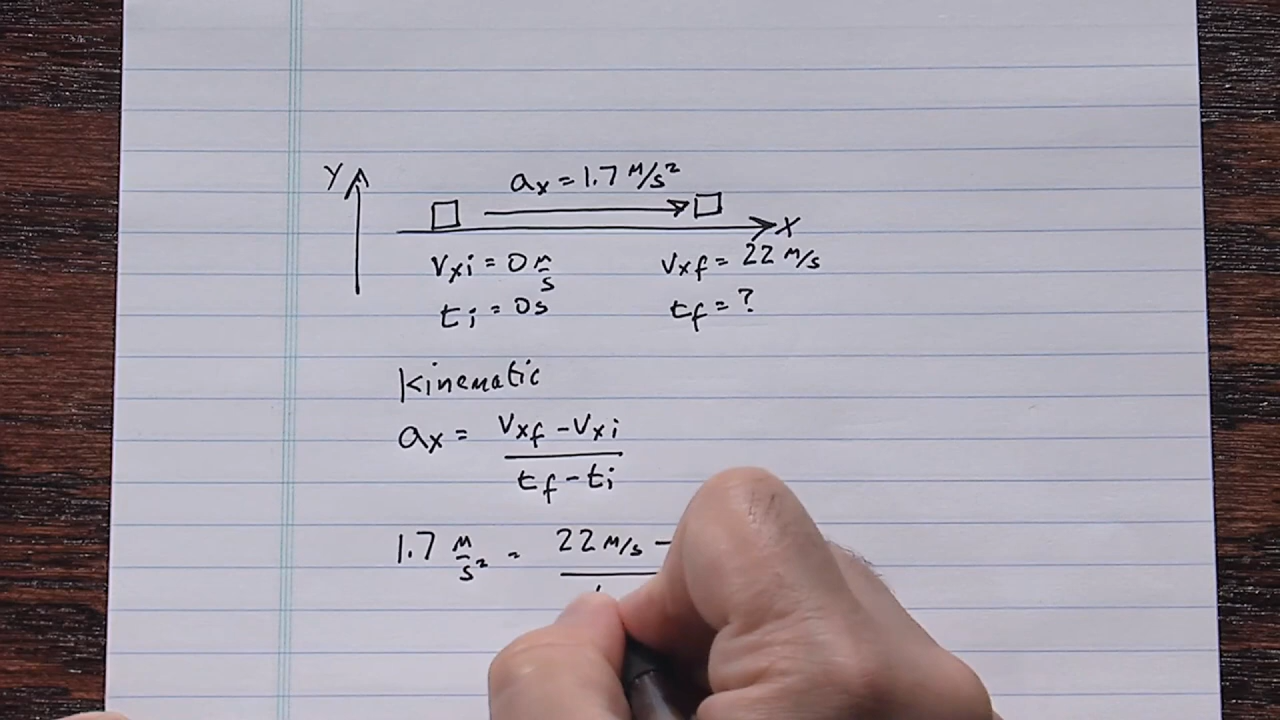 Y
ax = 1.7 M/s²
X
Vxi = 0 M/s
Vxf = 22 M/s
ti = 0s
tf = ?
Kinematic
ax = Vxf - Vxi / tf - ti
1.7 M/s² = 22 M/s -